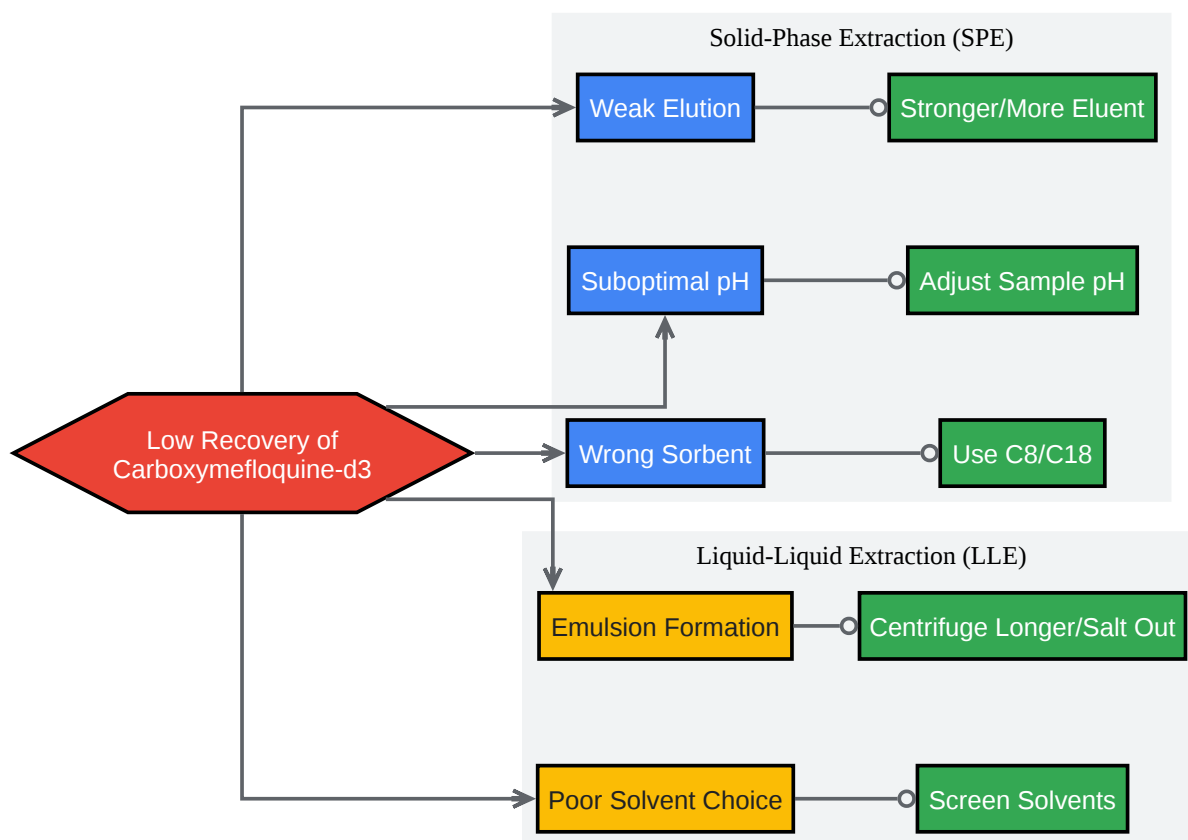 Solid-Phase Extraction (SPE)
Weak Elution
Stronger/More Eluent
Suboptimal pH
Adjust Sample pH
Low Recovery of
Carboxymefloquine-d3
Wrong Sorbent
Use C8/C18
Liquid-Liquid Extraction (LLE)
Emulsion Formation
Centrifuge Longer/Salt Out
Poor Solvent Choice
Screen Solvents